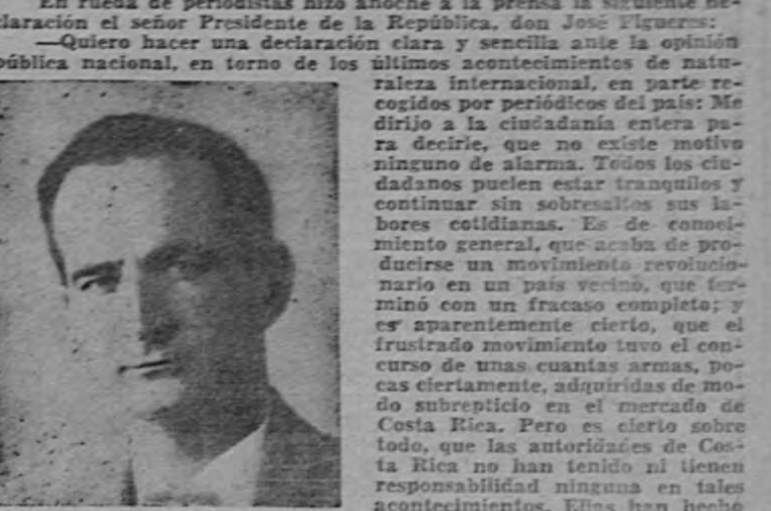 En rueda de periodistas hizo anoche a la prensa la siguiente de-
claración el señor Presidente de la República, don José Figueres:
—Quiero hacer una declaración clara y sencilla ante la opinión
pública nacional, en torno de los últimos acontecimientos de natu-
raleza internacional, en parte re-
cogidos por periódicos del país: Me
dirijo a la ciudadanía entera pa-
ra decirle, que no existe motivo
ninguno de alarma. Todos los ciu-
dadanos puelen estar tranquilos y
continuar sin sobresaltos sus la-
bores cotidianas. Es de conoci-
miento general, que acaba de pro-
ducirse un movimiento revolucio-
nario en un país vecino, que ter-
minó con un fracaso completo; y
es aparentemente cierto, que el
frustrado movimiento tuvo el con-
curso de unas cuantas armas, po-
cas ciertamente, adquiridas de mo-
do subrepticio en el mercado de
Costa Rica. Pero es cierto sobre
todo, que las autoridades de Cos-
ta Rica no han tenido ni tienen
responsabilidad ninguna en tales
acontecimientos. Ellas han hecho